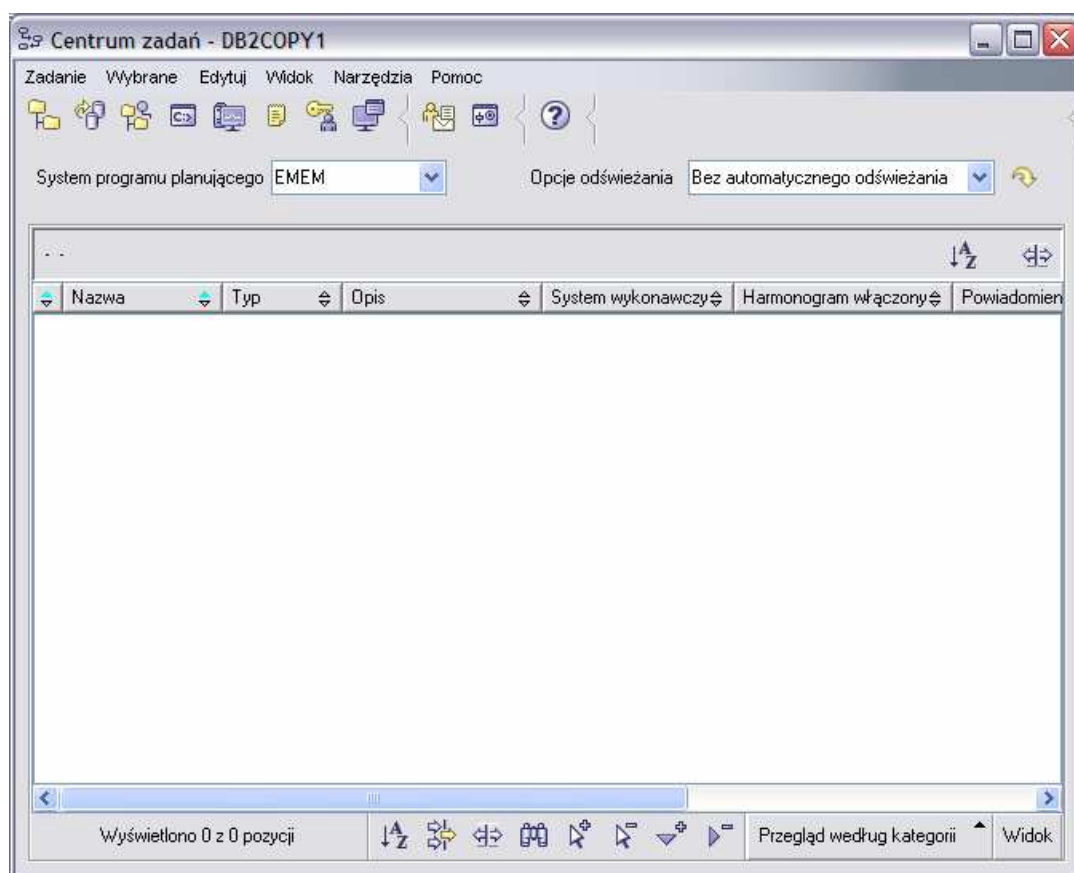 Centrum zadań - DB2COPY1
Zadanie Wybrane Edytuj Widok Narzędzia Pomoc
System programu planującego EMEM Opcje odświeżania Bez automatycznego odświeżania
- -
Nazwa Typ Opis System wykonawczy Harmonogram włączony Powiadomien
Wyświetlono 0 z 0 pozycji Przegląd według kategorii Widok